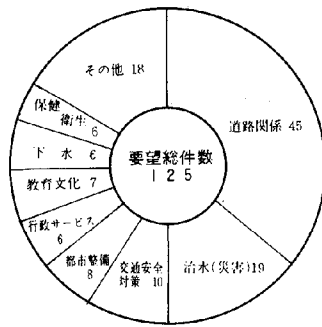 その他 18
保健
衛生
6
下 水 6
教育文化 7
行政サービス
6
都市整備
8
交通安全
対策 10
治水(災害)19
道路関係 45
要望総件数
125